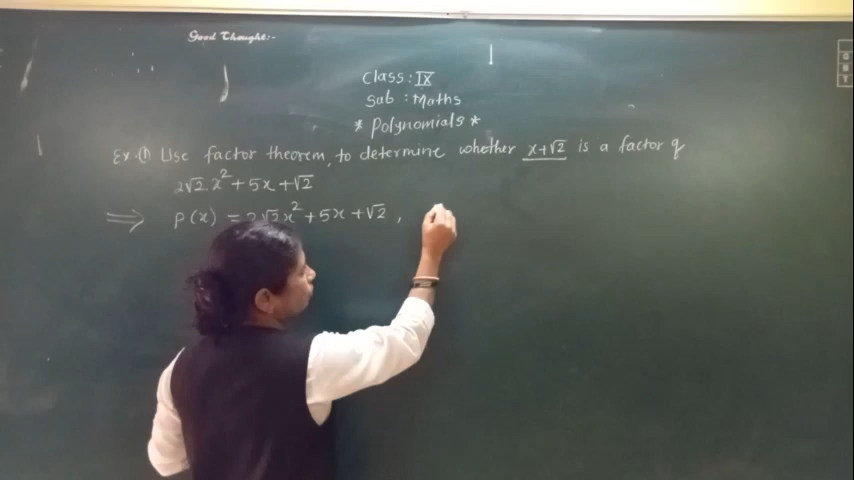 Good Thought:-
Class: IX
Sub : Maths
* Polynomials *
Ex.(1) Use factor theorem, to determine whether x+√2 is a factor of
2√2 x² + 5x + √2
⇒ P(x) = 2√2x² + 5x + √2 ,
G
B
T